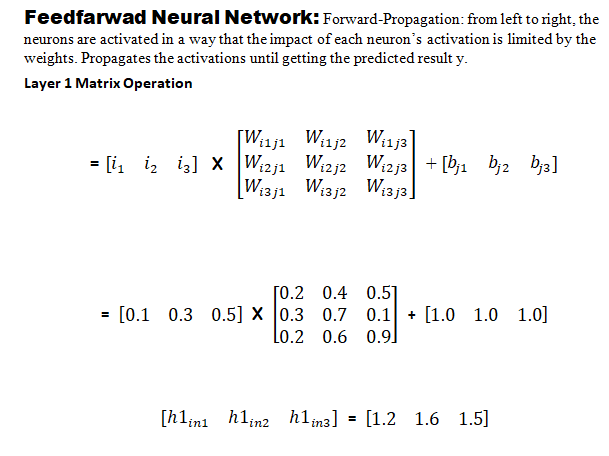 Feedfarwad Neural Network: Forward-Propagation: from left to right, the
neurons are activated in a way that the impact of each neuron's activation is limited by the
weights. Propagates the activations until getting the predicted result y.
Layer 1 Matrix Operation
= [i₁ i₂ i₃] X [Wᵢ₁ⱼ₁ Wᵢ₁ⱼ₂ Wᵢ₁ⱼ₃
Wᵢ₂ⱼ₁ Wᵢ₂ⱼ₂ Wᵢ₂ⱼ₃
Wᵢ₃ⱼ₁ Wᵢ₃ⱼ₂ Wᵢ₃ⱼ₃] + [bⱼ₁ bⱼ₂ bⱼ₃]
= [0.1 0.3 0.5] X [0.2 0.4 0.5
0.3 0.7 0.1
0.2 0.6 0.9] + [1.0 1.0 1.0]
[h1ᵢₙ₁ h1ᵢₙ₂ h1ᵢₙ₃] = [1.2 1.6 1.5]